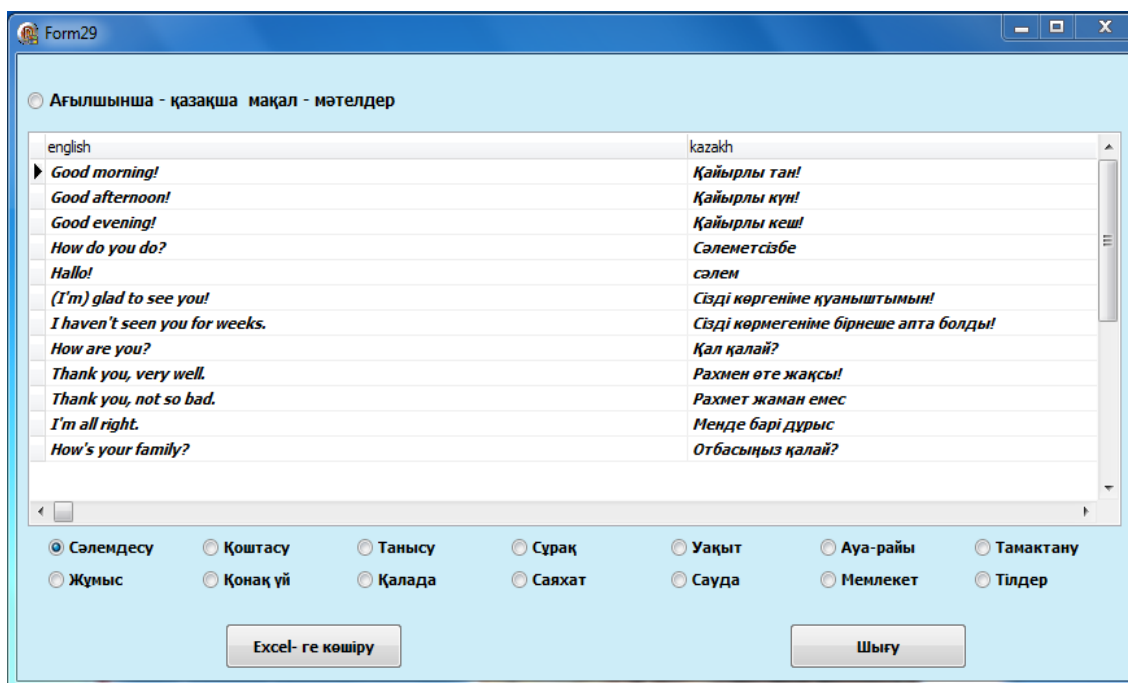 Form29
Ағылшынша - қазақша мақал - мәтелдер
english kazakh
Good morning! Қайырлы тан!
Good afternoon! Қайырлы күн!
Good evening! Қайырлы кеш!
How do you do? Сәлеметсізбе
Hallo! сәлем
(I'm) glad to see you! Сізді көргеніме қуаныштымын!
I haven't seen you for weeks. Сізді көрмегеніме бірнеше апта болды!
How are you? Қал қалай?
Thank you, very well. Рахмен өте жақсы!
Thank you, not so bad. Рахмет жаман емес
I'm all right. Менде бәрі дұрыс
How's your family? Отбасыңыз қалай?
Сәлемдесу Қоштасу Танысу Сұрақ Уақыт Ауа-райы Тамактану
Жұмыс Қонақ үй Қалада Саяхат Сауда Мемлекет Тілдер
Excel- ге көшіру Шығу